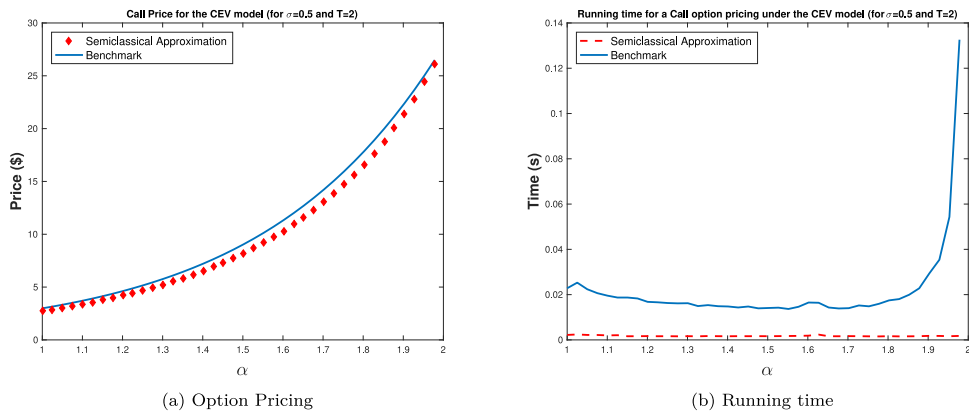 Call Price for the CEV model (for σ=0.5 and T=2)
Semiclassical Approximation
Benchmark
30
25
20
15
10
5
0
Price ($)
1 1.1 1.2 1.3 1.4 1.5 1.6 1.7 1.8 1.9 2
α
(a) Option Pricing
Running time for a Call option pricing under the CEV model (for σ=0.5 and T=2)
Semiclassical Approximation
Benchmark
0.14
0.12
0.1
0.08
0.06
0.04
0.02
0
Time (s)
1 1.1 1.2 1.3 1.4 1.5 1.6 1.7 1.8 1.9 2
α
(b) Running time